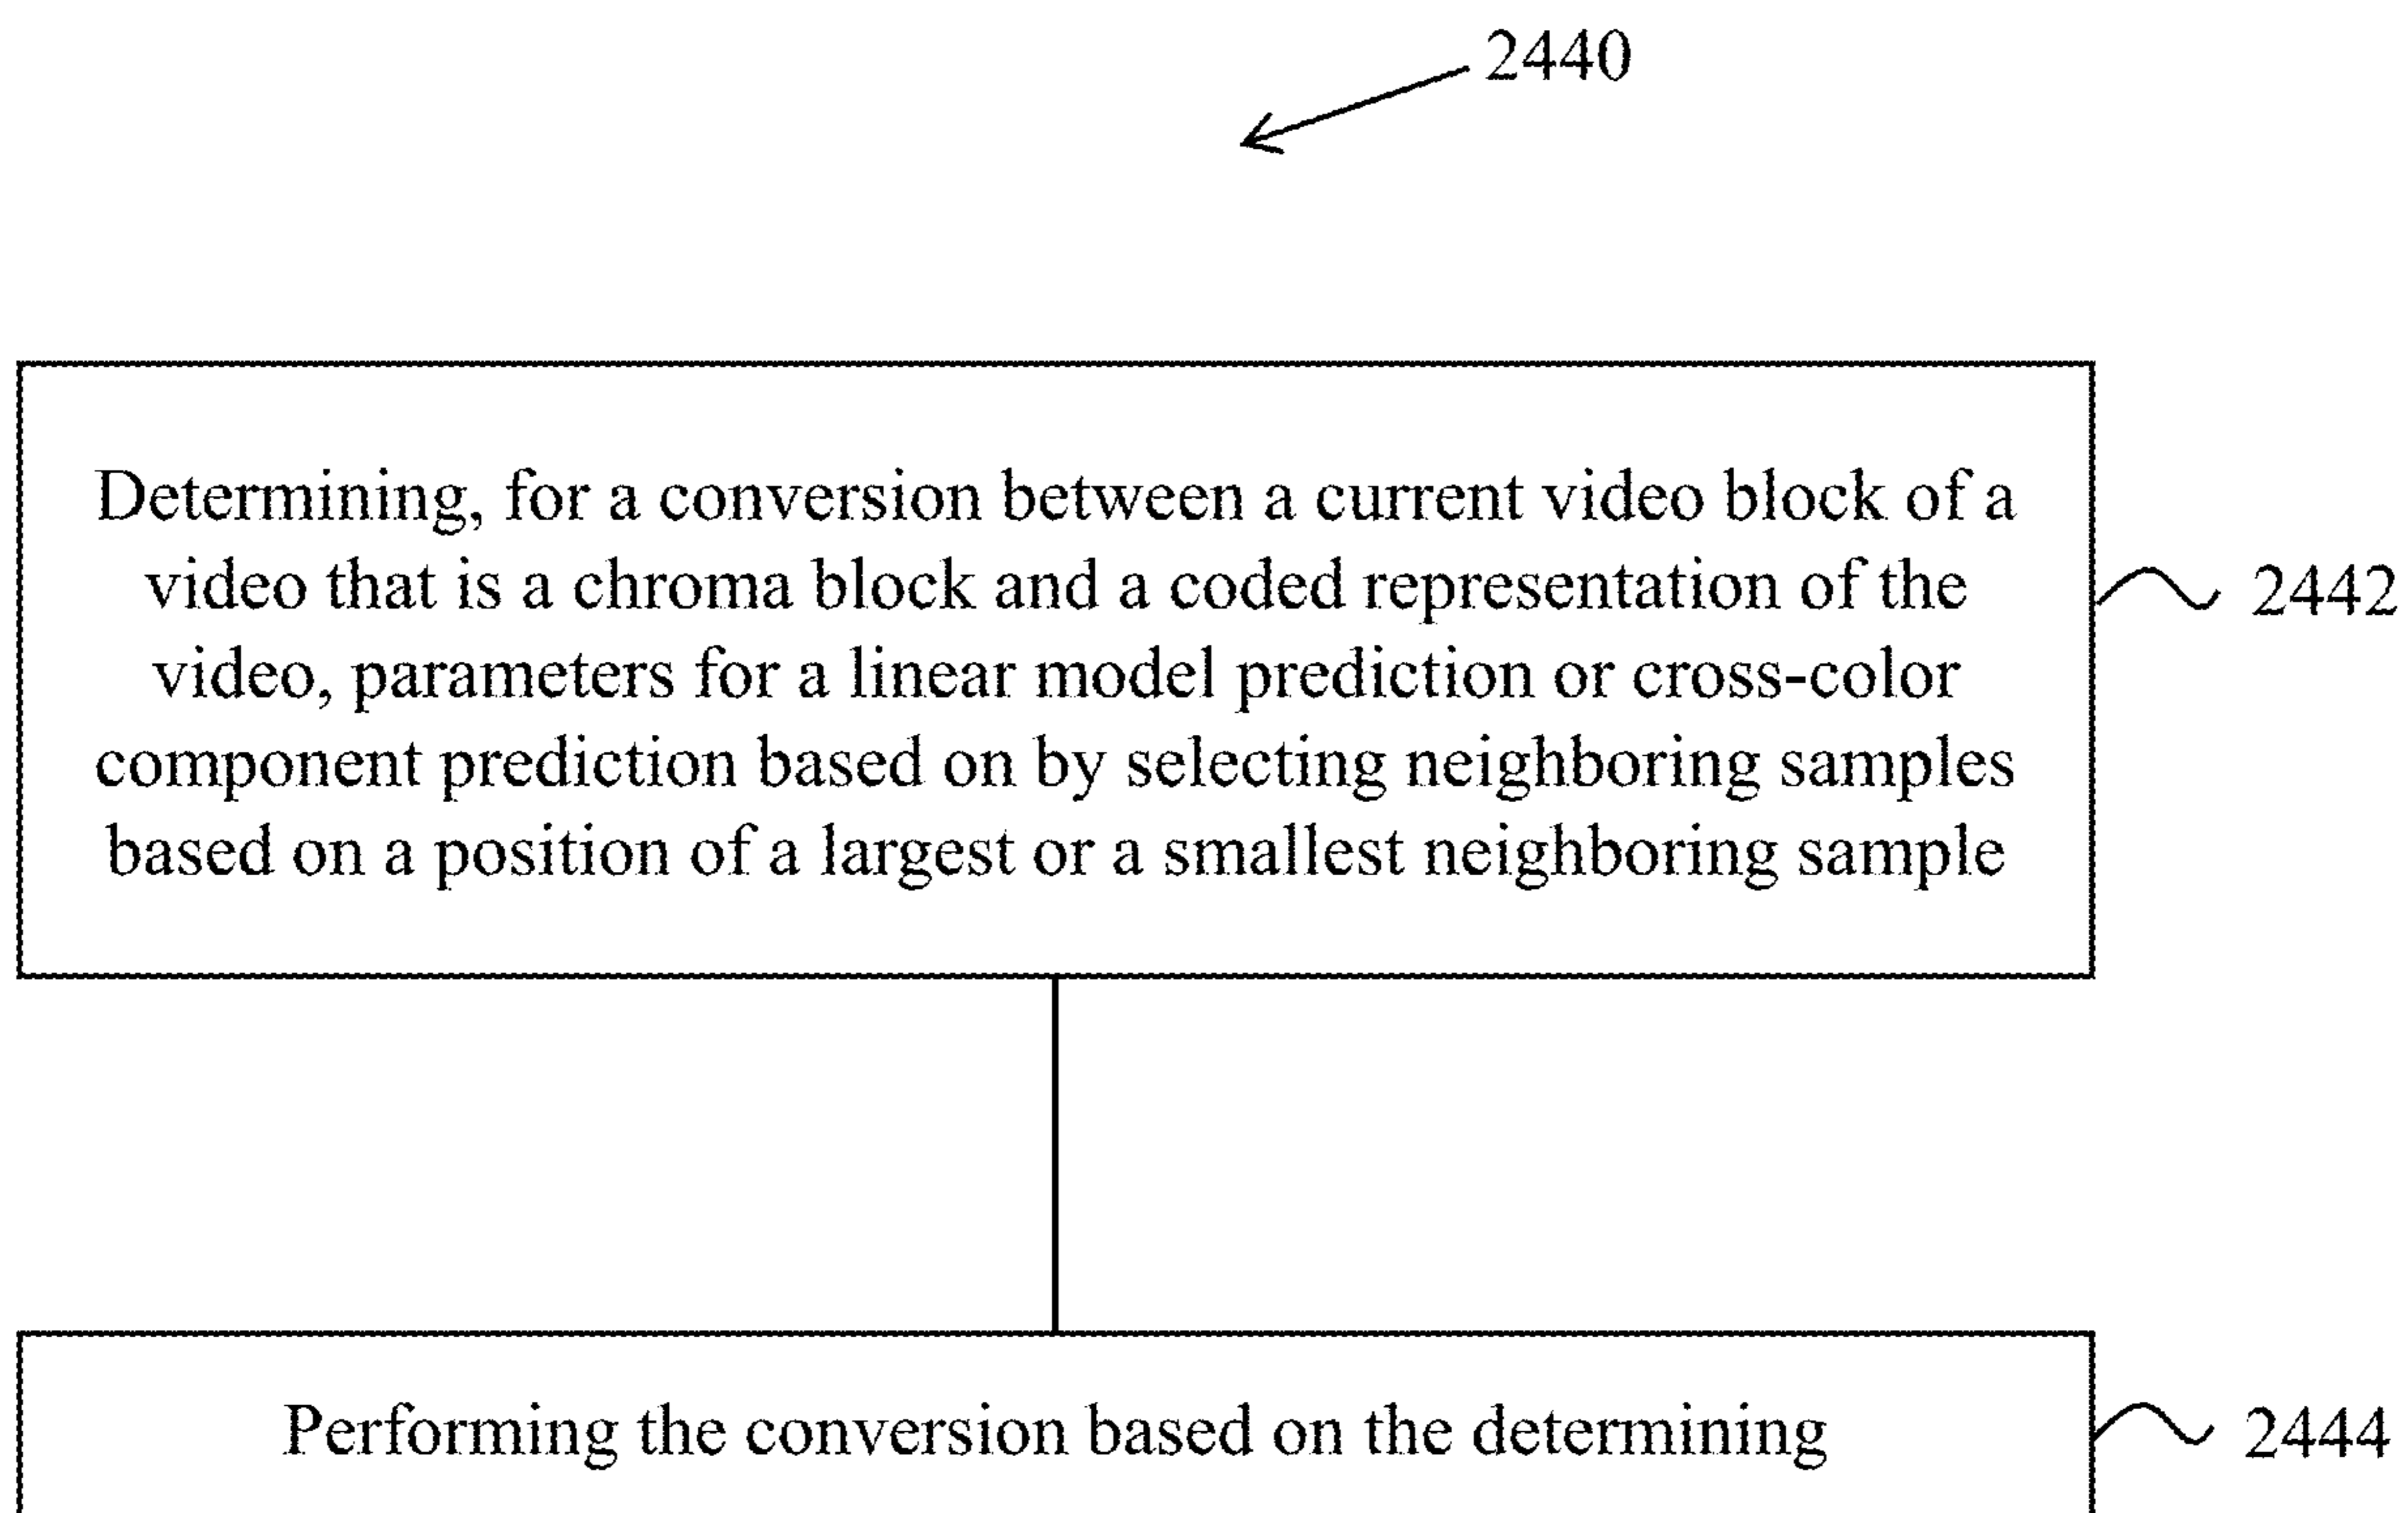 2440
Determining, for a conversion between a current video block of a
video that is a chroma block and a coded representation of the
2442
video, parameters for a linear model prediction or cross-color
component prediction based on by selecting neighboring samples
based on a position of a largest or a smallest neighboring sample
Performing the conversion based on the determining
2444